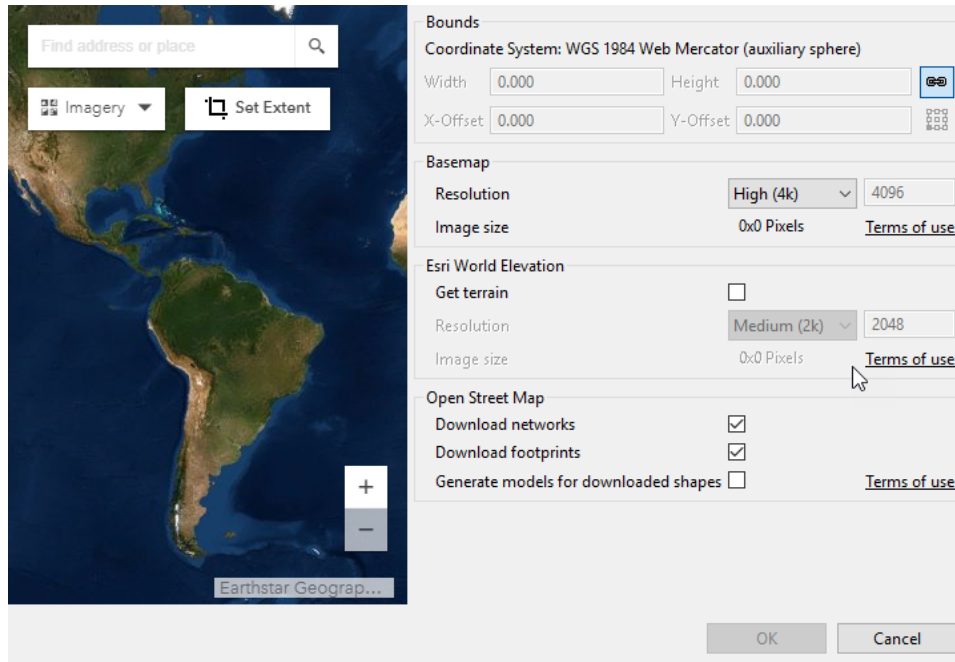 Find address or place
Imagery
Set Extent
Earthstar Geograp...
Bounds
Coordinate System: WGS 1984 Web Mercator (auxiliary sphere)
Width 0.000 Height 0.000
X-Offset 0.000 Y-Offset 0.000
Basemap
Resolution High (4k) 4096
Image size 0x0 Pixels Terms of use
Esri World Elevation
Get terrain
Resolution Medium (2k) 2048
Image size 0x0 Pixels Terms of use
Open Street Map
Download networks
Download footprints
Generate models for downloaded shapes Terms of use
OK Cancel